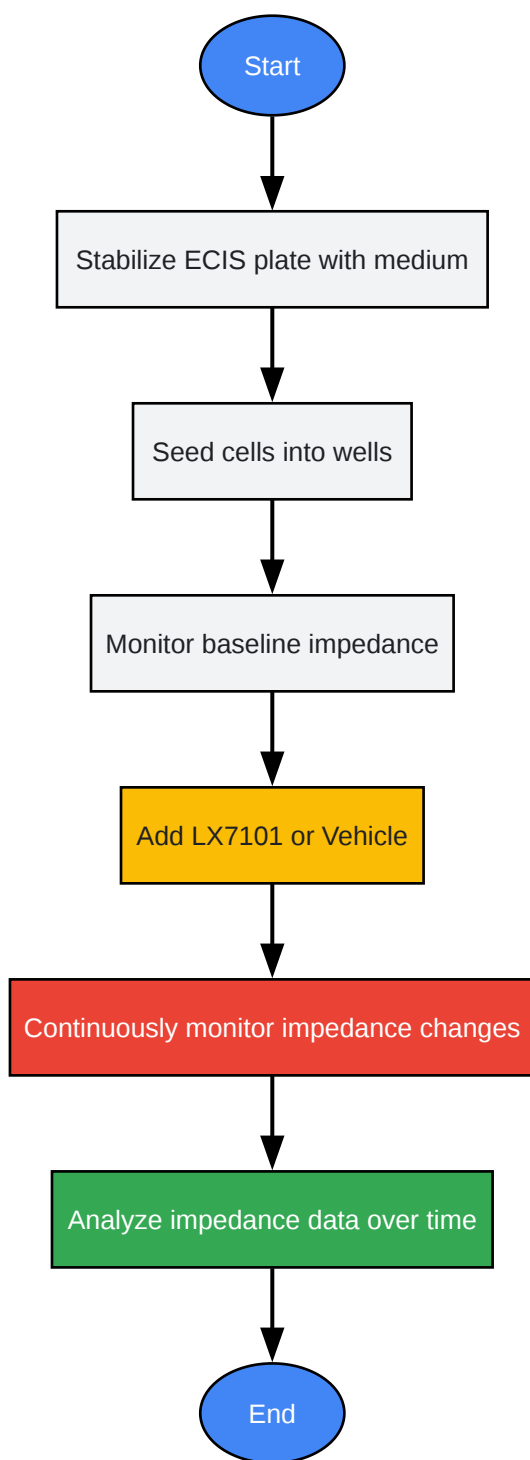 Start
Stabilize ECIS plate with medium
Seed cells into wells
Monitor baseline impedance
Add LX7101 or Vehicle
Continuously monitor impedance changes
Analyze impedance data over time
End